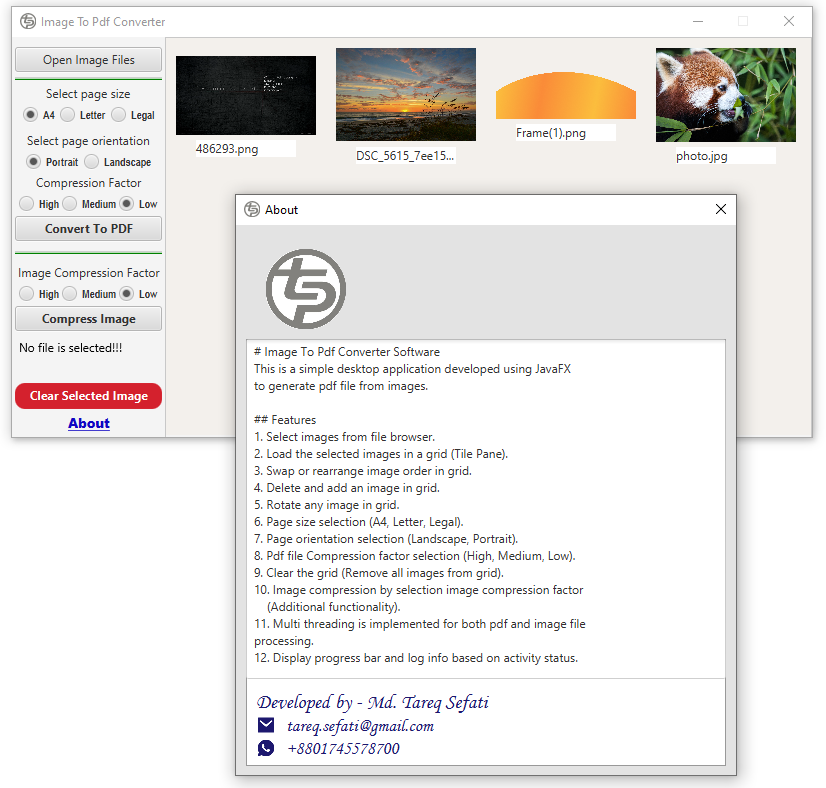 Image To Pdf Converter
Open Image Files
Select page size
A4 Letter Legal
Select page orientation
Portrait Landscape
Compression Factor
High Medium Low
Convert To PDF
Image Compression Factor
High Medium Low
Compress Image
No file is selected!!!
Clear Selected Image
About
486293.png
DSC_5615_7ee15...
Frame(1).png
photo.jpg
About
# Image To Pdf Converter Software
This is a simple desktop application developed using JavaFX
to generate pdf file from images.
## Features
1. Select images from file browser.
2. Load the selected images in a grid (Tile Pane).
3. Swap or rearrange image order in grid.
4. Delete and add an image in grid.
5. Rotate any image in grid.
6. Page size selection (A4, Letter, Legal).
7. Page orientation selection (Landscape, Portrait).
8. Pdf file Compression factor selection (High, Medium, Low).
9. Clear the grid (Remove all images from grid).
10. Image compression by selection image compression factor
(Additional functionality).
11. Multi threading is implemented for both pdf and image file
processing.
12. Display progress bar and log info based on activity status.
Developed by - Md. Tareq Sefati
tareq.sefati@gmail.com
+8801745578700